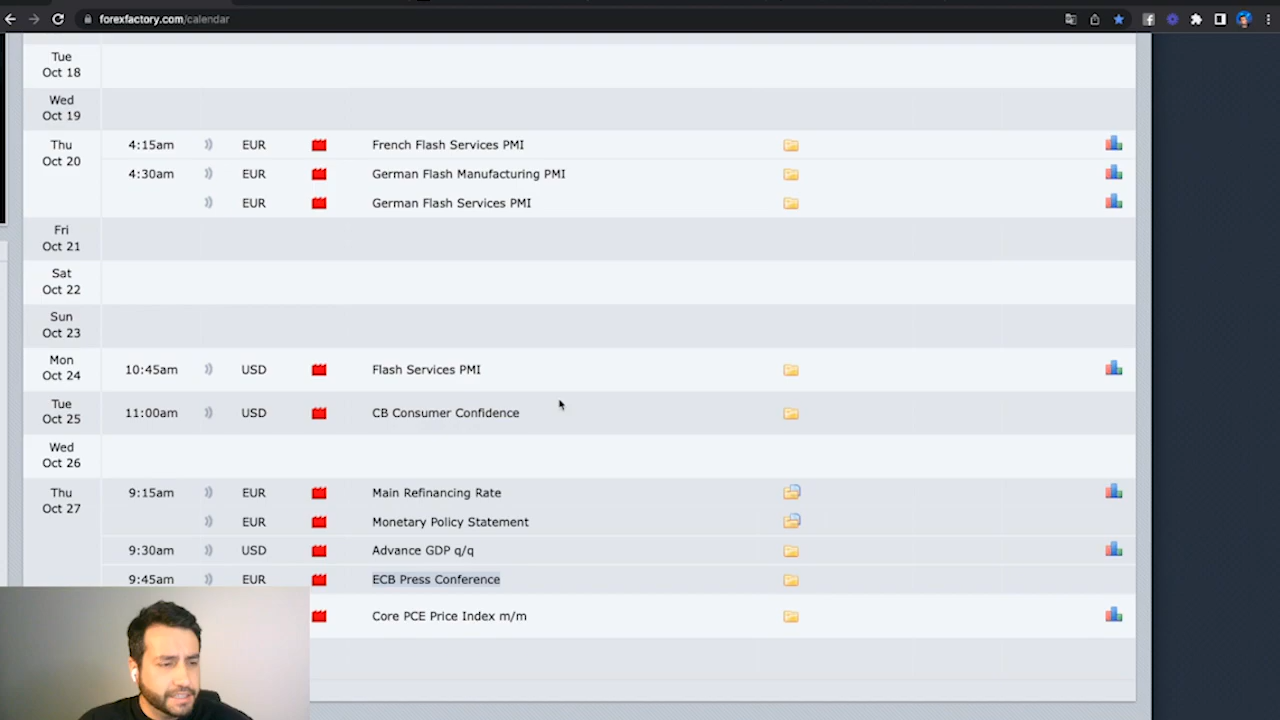 forexfactory.com/calendar
Tue
Oct 18
Wed
Oct 19
Thu
Oct 20
4:15am EUR French Flash Services PMI
4:30am EUR German Flash Manufacturing PMI
EUR German Flash Services PMI
Fri
Oct 21
Sat
Oct 22
Sun
Oct 23
Mon
Oct 24
10:45am USD Flash Services PMI
Tue
Oct 25
11:00am USD CB Consumer Confidence
Wed
Oct 26
Thu
Oct 27
9:15am EUR Main Refinancing Rate
EUR Monetary Policy Statement
9:30am USD Advance GDP q/q
9:45am EUR ECB Press Conference
Core PCE Price Index m/m